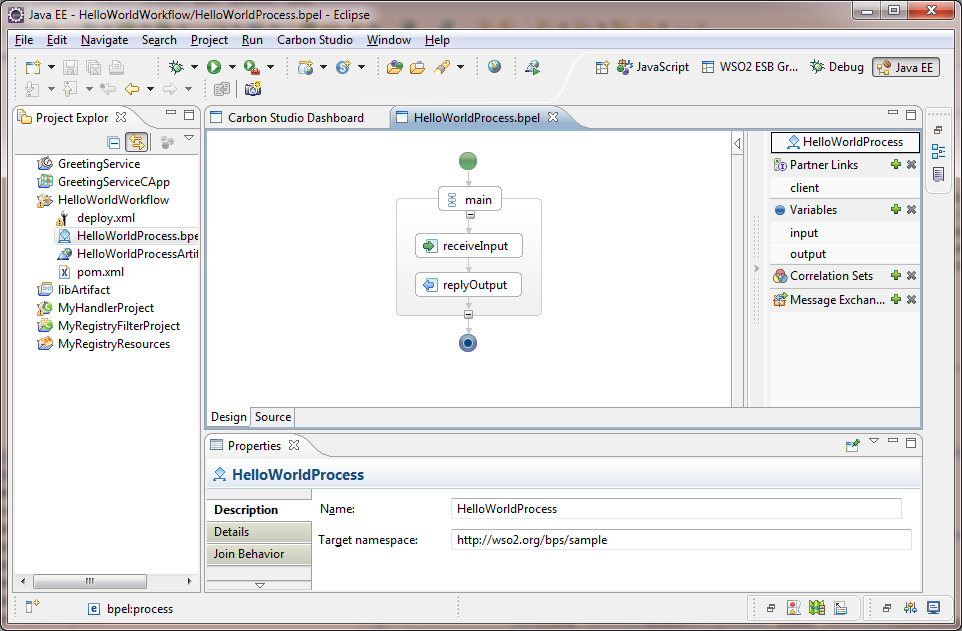 Java EE - HelloWorldWorkflow/HelloWorldProcess.bpel - Eclipse
File Edit Navigate Search Project Run Carbon Studio Window Help
JavaScript WSO2 ESB Gr... Debug Java EE
Project Explor
GreetingService
GreetingServiceCApp
HelloWorldWorkflow
deploy.xml
HelloWorldProcess.bpe
HelloWorldProcessArtif
pom.xml
libArtifact
MyHandlerProject
MyRegistryFilterProject
MyRegistryResources
Carbon Studio Dashboard HelloWorldProcess.bpel
main
receiveInput
replyOutput
HelloWorldProcess
Partner Links
client
Variables
input
output
Correlation Sets
Message Exchan...
Design Source
Properties
HelloWorldProcess
Description
Details
Join Behavior
Name: HelloWorldProcess
Target namespace: http://wso2.org/bps/sample
e bpel:process